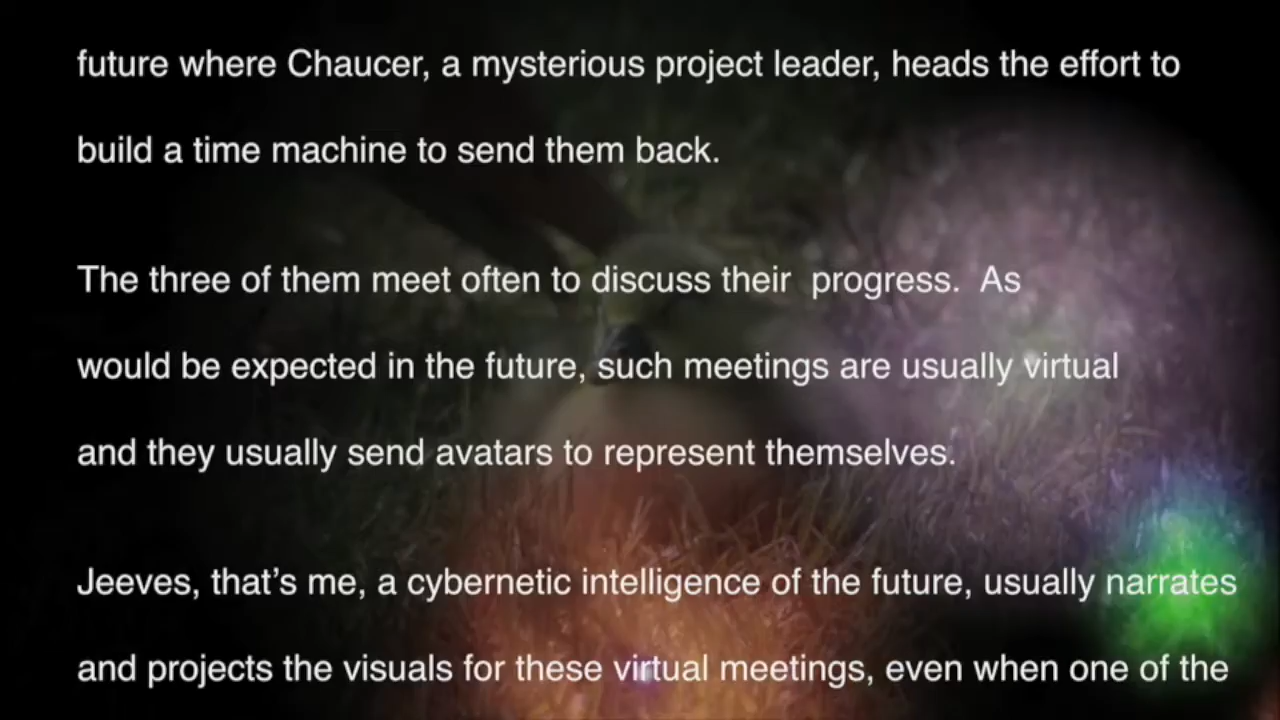 future where Chaucer, a mysterious project leader, heads the effort to
build a time machine to send them back.
The three of them meet often to discuss their  progress.  As
would be expected in the future, such meetings are usually virtual
and they usually send avatars to represent themselves.
Jeeves, that’s me, a cybernetic intelligence of the future, usually narrates
and projects the visuals for these virtual meetings, even when one of the